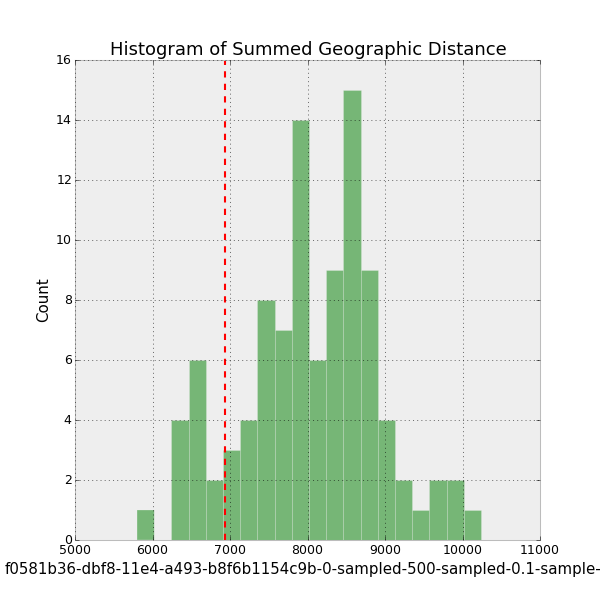 Histogram of Summed Geographic Distance
16
14
12
10
8
6
4
2
0
Count
5000 6000 7000 8000 9000 10000 11000
f0581b36-dbf8-11e4-a493-b8f6b1154c9b-0-sampled-500-sampled-0.1-sample-